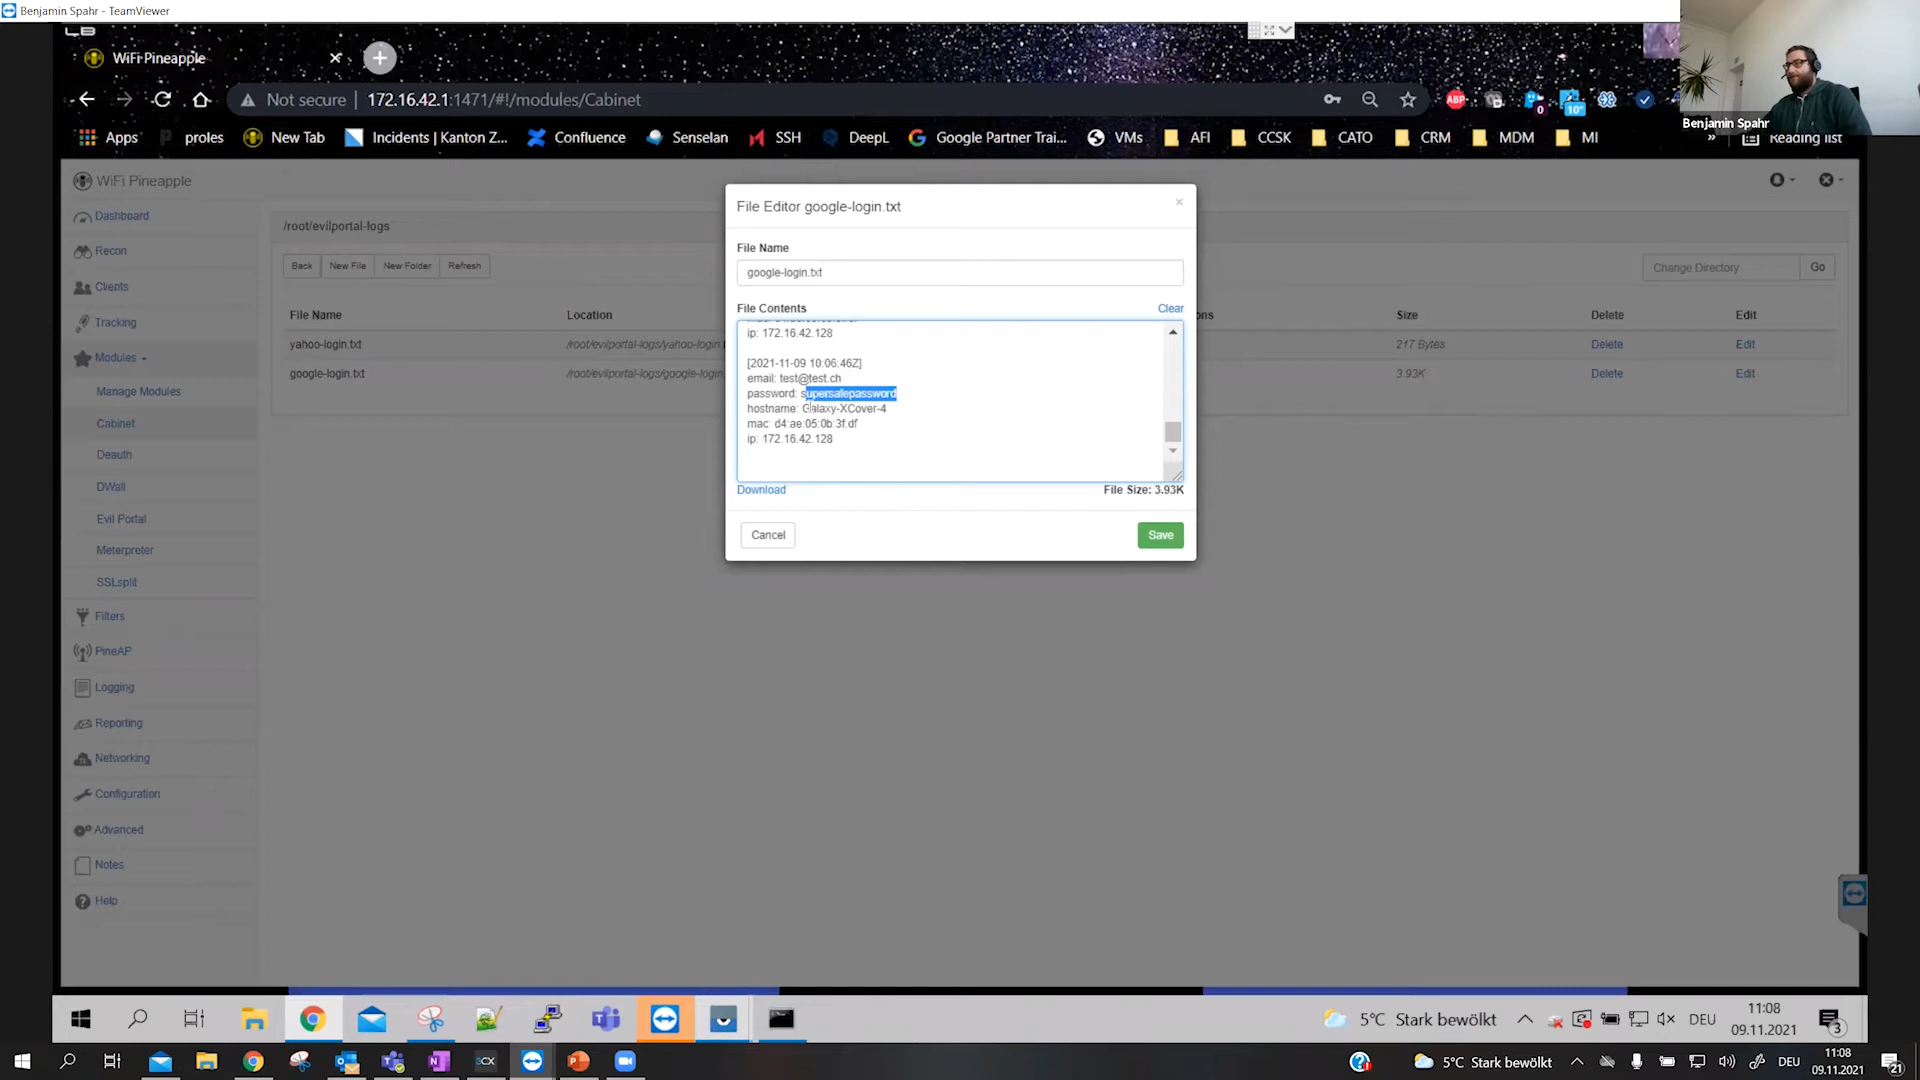 Benjamin Spahr - TeamViewer
WiFi Pineapple
Not secure | 172.16.42.1:1471/#!/modules/Cabinet
ABP
0
10°
Benjamin Spahr
Apps
proles
New Tab
Incidents | Kanton Z...
Confluence
Senselan
SSH
DeepL
Google Partner Trai...
VMs
AFI
CCSK
CATO
CRM
MDM
MI
»
Reading list
WiFi Pineapple
Dashboard
Recon
Clients
Tracking
Modules
Manage Modules
Cabinet
Deauth
DWall
Evil Portal
Meterpreter
SSLsplit
Filters
PineAP
Logging
Reporting
Networking
Configuration
Advanced
Notes
Help
/root/evilportal-logs
Back
New File
New Folder
Refresh
Change Directory
Go
File Name
Location
ons
Size
Delete
Edit
yahoo-login.txt
/root/evilportal-logs/yahoo-login
217 Bytes
Delete
Edit
google-login.txt
/root/evilportal-logs/google-login.
3.93K
Delete
Edit
File Editor google-login.txt
×
File Name
google-login.txt
File Contents
Clear
ip: 172.16.42.128
[2021-11-09 10:06:46Z]
email: test@test.ch
password: supersafepassword
hostname: Galaxy-XCover-4
mac: d4:ae:05:0b:3f:df
ip: 172.16.42.128
Download
File Size: 3.93K
Cancel
Save
5°C Stark bewölkt
DEU
11:08
09.11.2021
3
3CX
5°C Stark bewölkt
DEU
11:08
09.11.2021
21